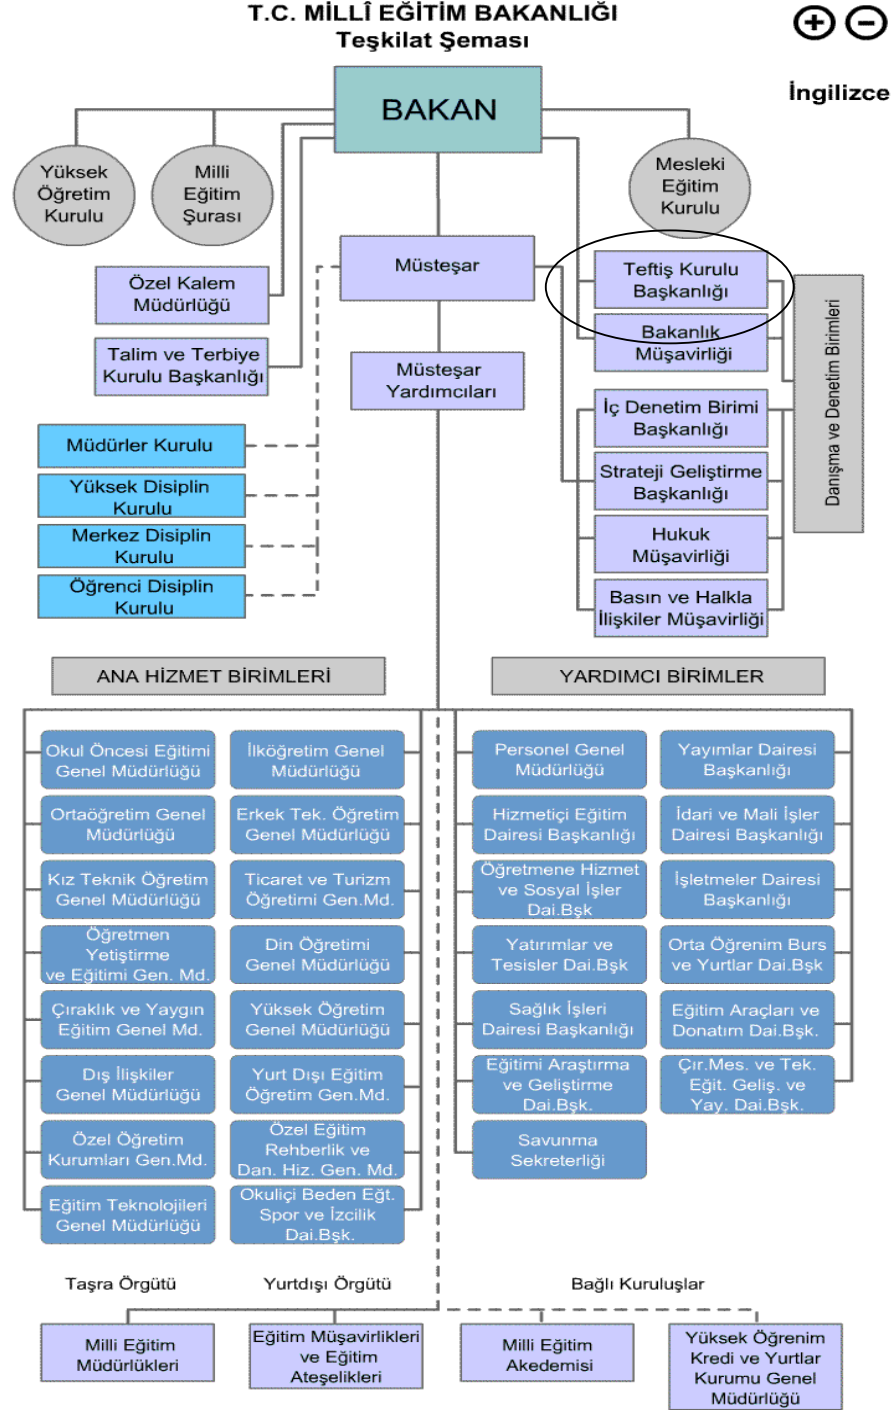 T.C. MİLLÎ EĞİTİM BAKANLIĞI
Teşkilat Şeması
İngilizce
BAKAN
Yüksek
Öğretim
Kurulu
Milli
Eğitim
Şurası
Mesleki
Eğitim
Kurulu
Özel Kalem
Müdürlüğü
Talim ve Terbiye
Kurulu Başkanlığı
Müsteşar
Müsteşar
Yardımcıları
Teftiş Kurulu
Başkanlığı
Bakanlık
Müşavirliği
İç Denetim Birimi
Başkanlığı
Strateji Geliştirme
Başkanlığı
Hukuk
Müşavirliği
Basın ve Halkla
İlişkiler Müşavirliği
Danışma ve Denetim Birimleri
Müdürler Kurulu
Yüksek Disiplin
Kurulu
Merkez Disiplin
Kurulu
Öğrenci Disiplin
Kurulu
ANA HİZMET BİRİMLERİ
Okul Öncesi Eğitimi
Genel Müdürlüğü
İlköğretim Genel
Müdürlüğü
Ortaöğretim Genel
Müdürlüğü
Erkek Tek. Öğretim
Genel Müdürlüğü
Kız Teknik Öğretim
Genel Müdürlüğü
Ticaret ve Turizm
Öğretimi Gen.Md.
Öğretmen
Yetiştirme
ve Eğitimi Gen. Md.
Din Öğretimi
Genel Müdürlüğü
Çıraklık ve Yaygın
Eğitim Genel Md.
Yüksek Öğretim
Genel Müdürlüğü
Dış İlişkiler
Genel Müdürlüğü
Yurt Dışı Eğitim
Öğretim Gen.Md.
Özel Öğretim
Kurumları Gen.Md.
Özel Eğitim
Rehberlik ve
Dan. Hiz. Gen. Md.
Eğitim Teknolojileri
Genel Müdürlüğü
Okuliçi Beden Eğt.
Spor ve İzcilik
Dai.Bşk.
YARDIMCI BİRİMLER
Personel Genel
Müdürlüğü
Yayımlar Dairesi
Başkanlığı
Hizmetiçi Eğitim
Dairesi Başkanlığı
İdari ve Mali İşler
Dairesi Başkanlığı
Öğretmene Hizmet
ve Sosyal İşler
Dai.Bşk
İşletmeler Dairesi
Başkanlığı
Yatırımlar ve
Tesisler Dai.Bşk
Orta Öğrenim Burs
ve Yurtlar Dai.Bşk
Sağlık İşleri
Dairesi Başkanlığı
Eğitim Araçları ve
Donatım Dai.Bşk.
Eğitimi Araştırma
ve Geliştirme
Dai.Bşk.
Çır.Mes. ve Tek.
Eğit. Geliş. ve
Yay. Dai.Bşk.
Savunma
Sekreterliği
Taşra Örgütü
Yurtdışı Örgütü
Bağlı Kuruluşlar
Milli Eğitim
Müdürlükleri
Eğitim Müşavirlikleri
ve Eğitim
Ateşelikleri
Milli Eğitim
Akedemisi
Yüksek Öğrenim
Kredi ve Yurtlar
Kurumu Genel
Müdürlüğü